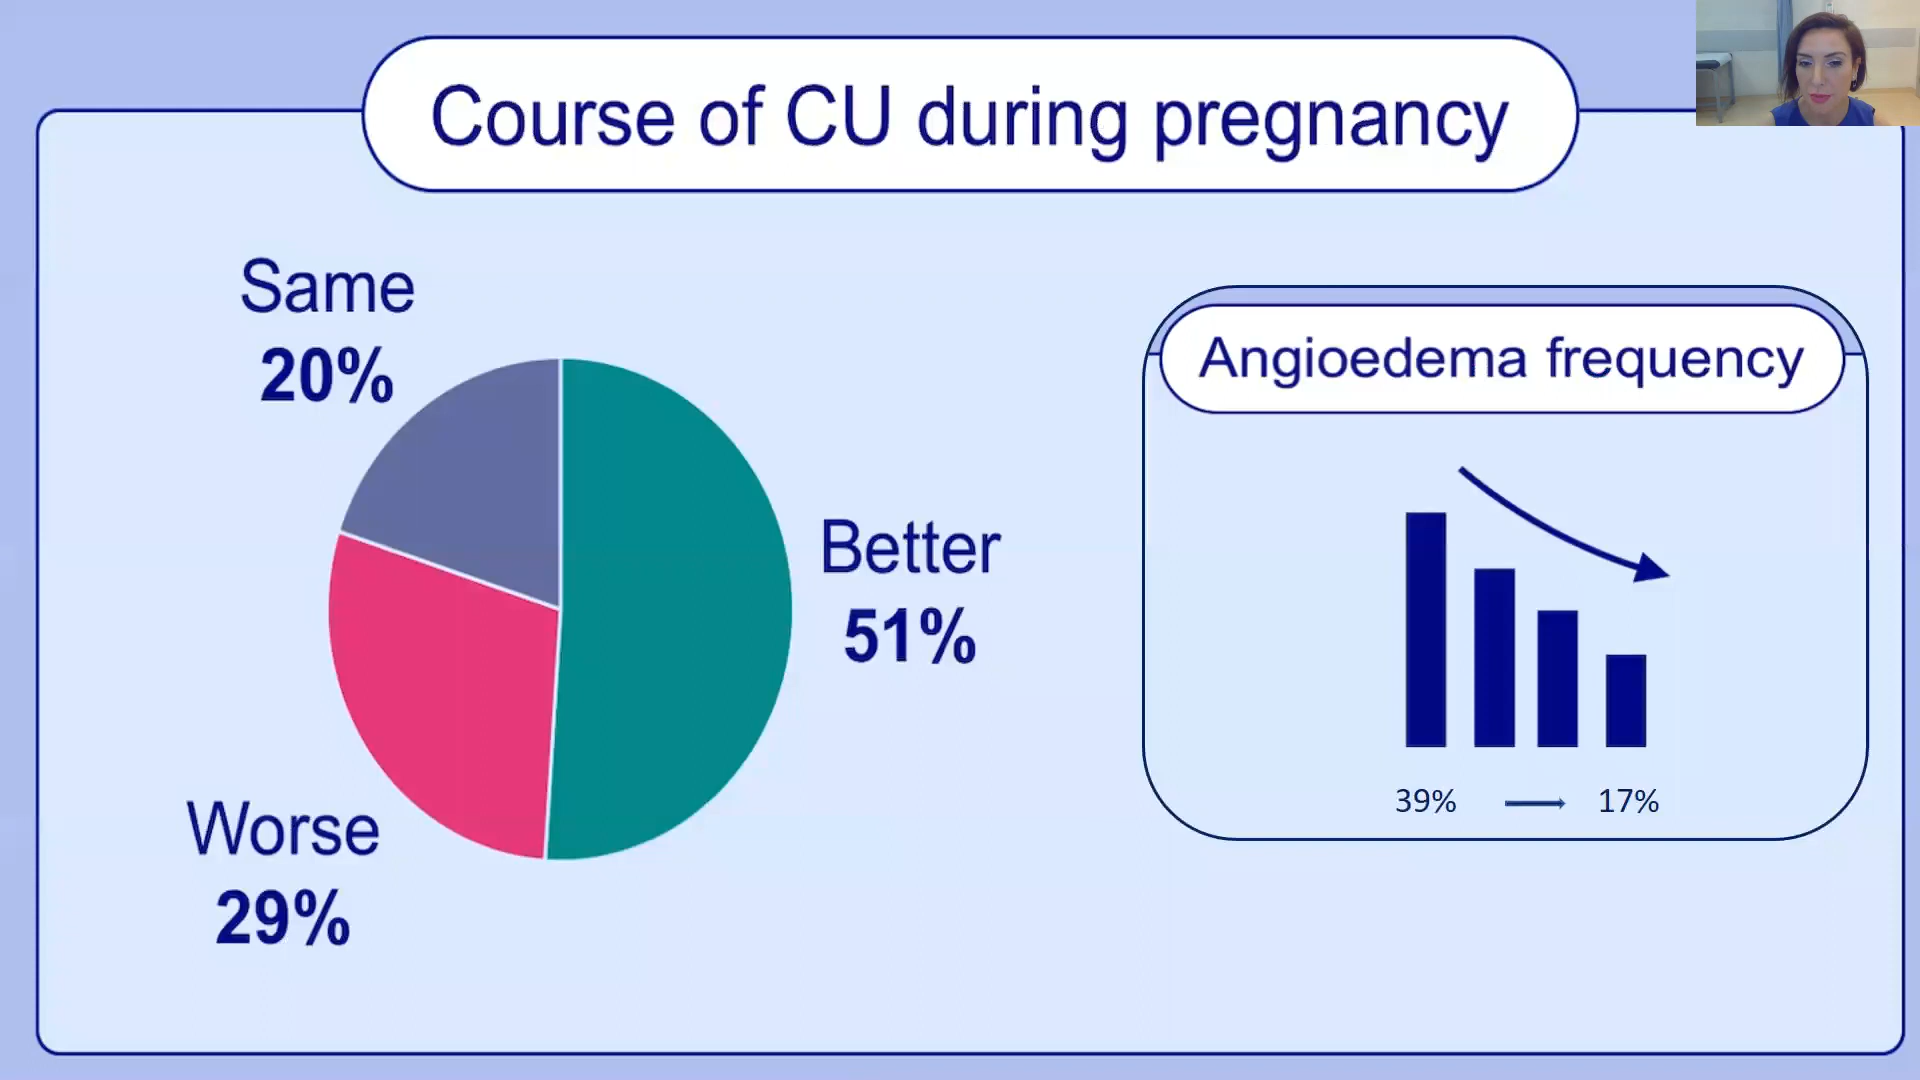 Course of CU during pregnancy
Same
20%
Better
51%
Worse
29%
Angioedema frequency
39% 17%